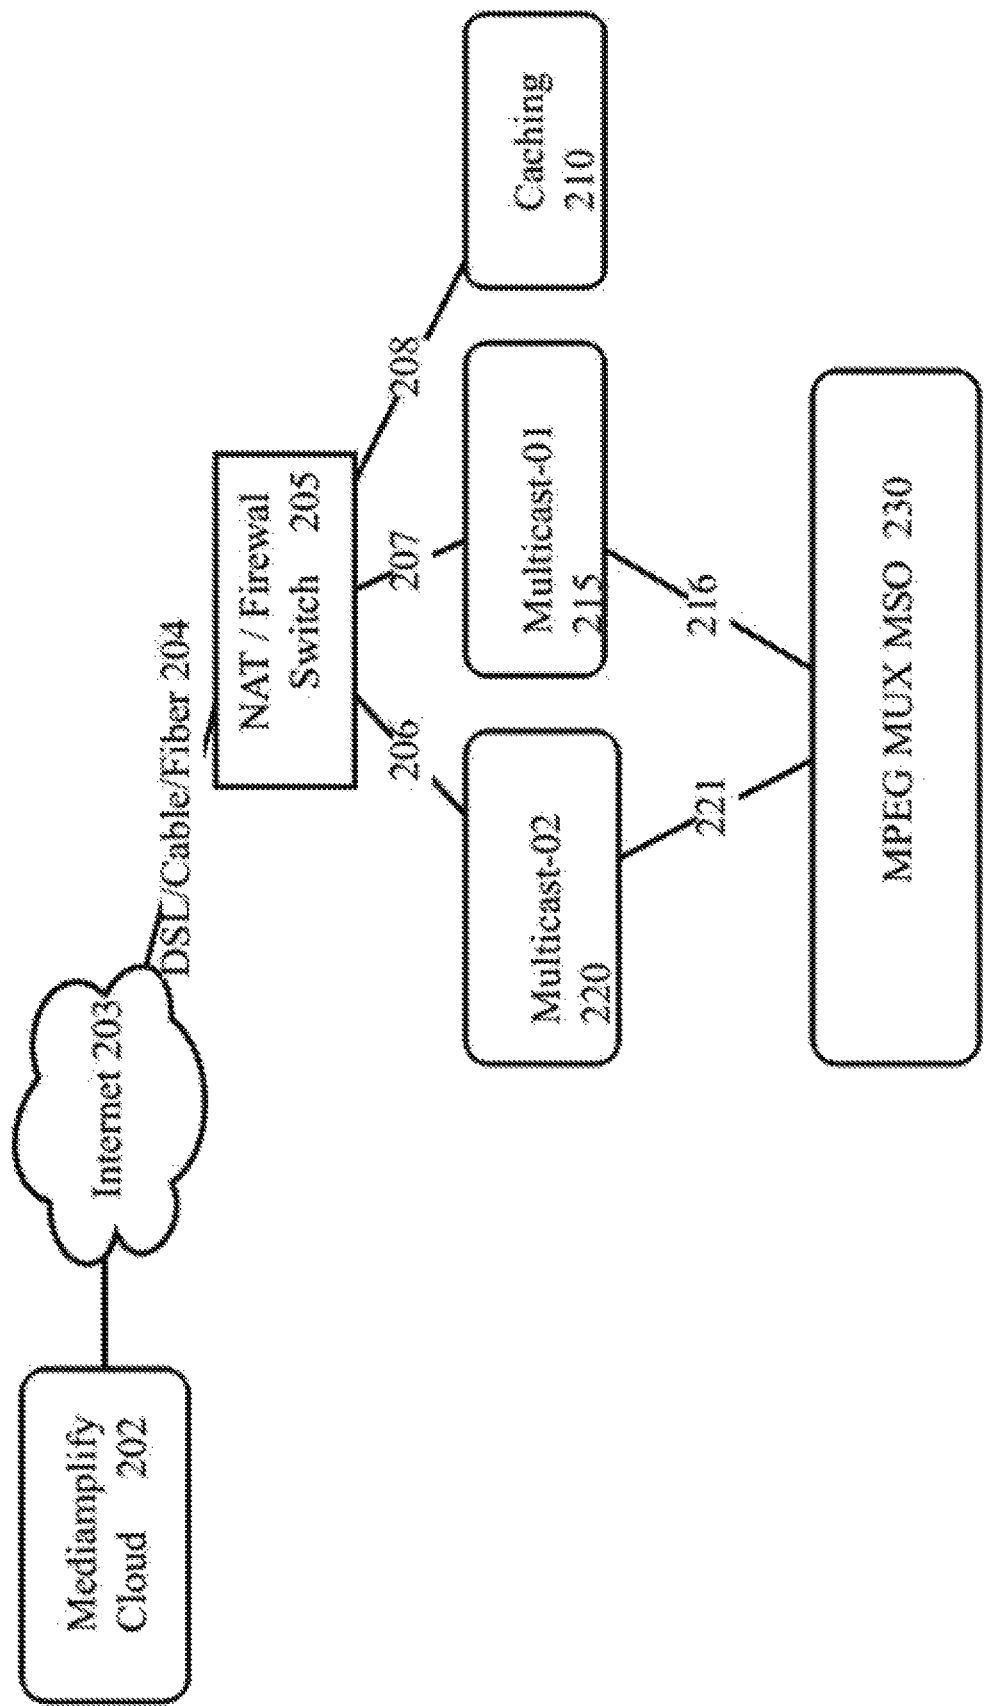 Mediamplify
Cloud 202
Internet 203
DSL/Cable/Fiber 204
NAT / Firewal
Switch 205
206
207
208
Multicast-02
220
Multicast-01
215
Caching
210
221
216
MPEG MUX MSO 230